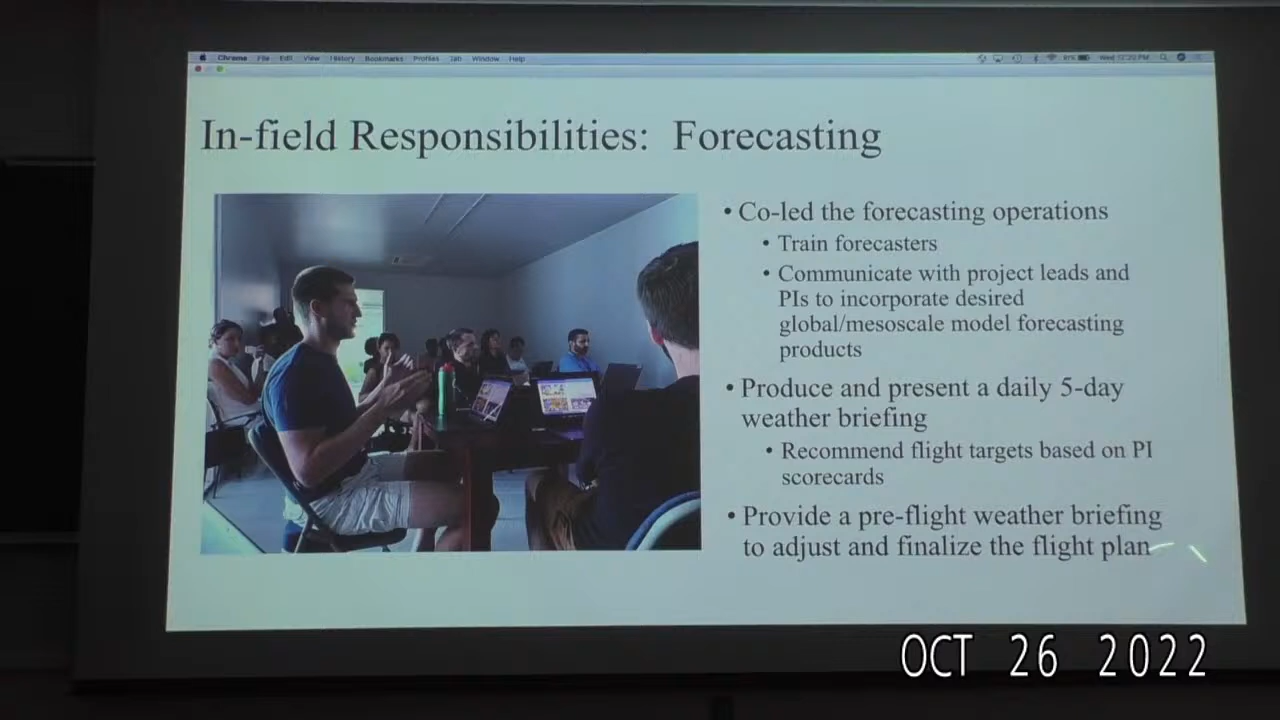 Chrome File Edit View History Bookmarks Profiles Tab Window Help
In-field Responsibilities: Forecasting
• Co-led the forecasting operations
• Train forecasters
• Communicate with project leads and
PIs to incorporate desired
global/mesoscale model forecasting
products
• Produce and present a daily 5-day
weather briefing
• Recommend flight targets based on PI
scorecards
• Provide a pre-flight weather briefing
to adjust and finalize the flight plan
OCT 26 2022